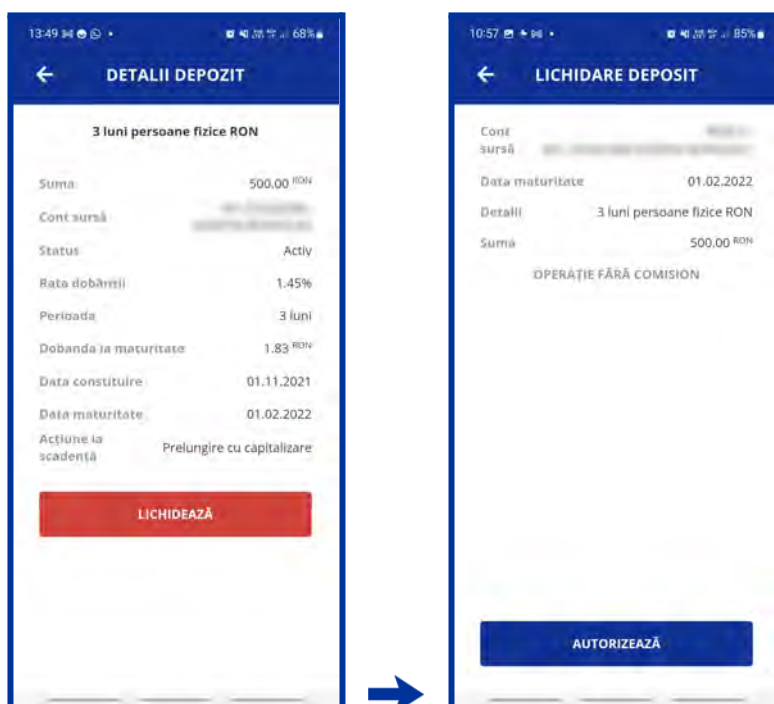 13:49
68%
DETALII DEPOZIT
3 luni persoane fizice RON
Suma 500.00 RON
Cont sursă
Status Activ
Rata dobânzii 1.45%
Perioada 3 luni
Dobanda la maturitate 1.83 RON
Data constituire 01.11.2021
Data maturitate 01.02.2022
Acțiune la
scadență
Prelungire cu capitalizare
LICHIDEAZĂ
10:57
85%
LICHIDARE DEPOSIT
Cont
sursă
Data maturitate 01.02.2022
Detalii 3 luni persoane fizice RON
Suma 500.00 RON
OPERAȚIE FĂRĂ COMISION
AUTORIZEAZĂ